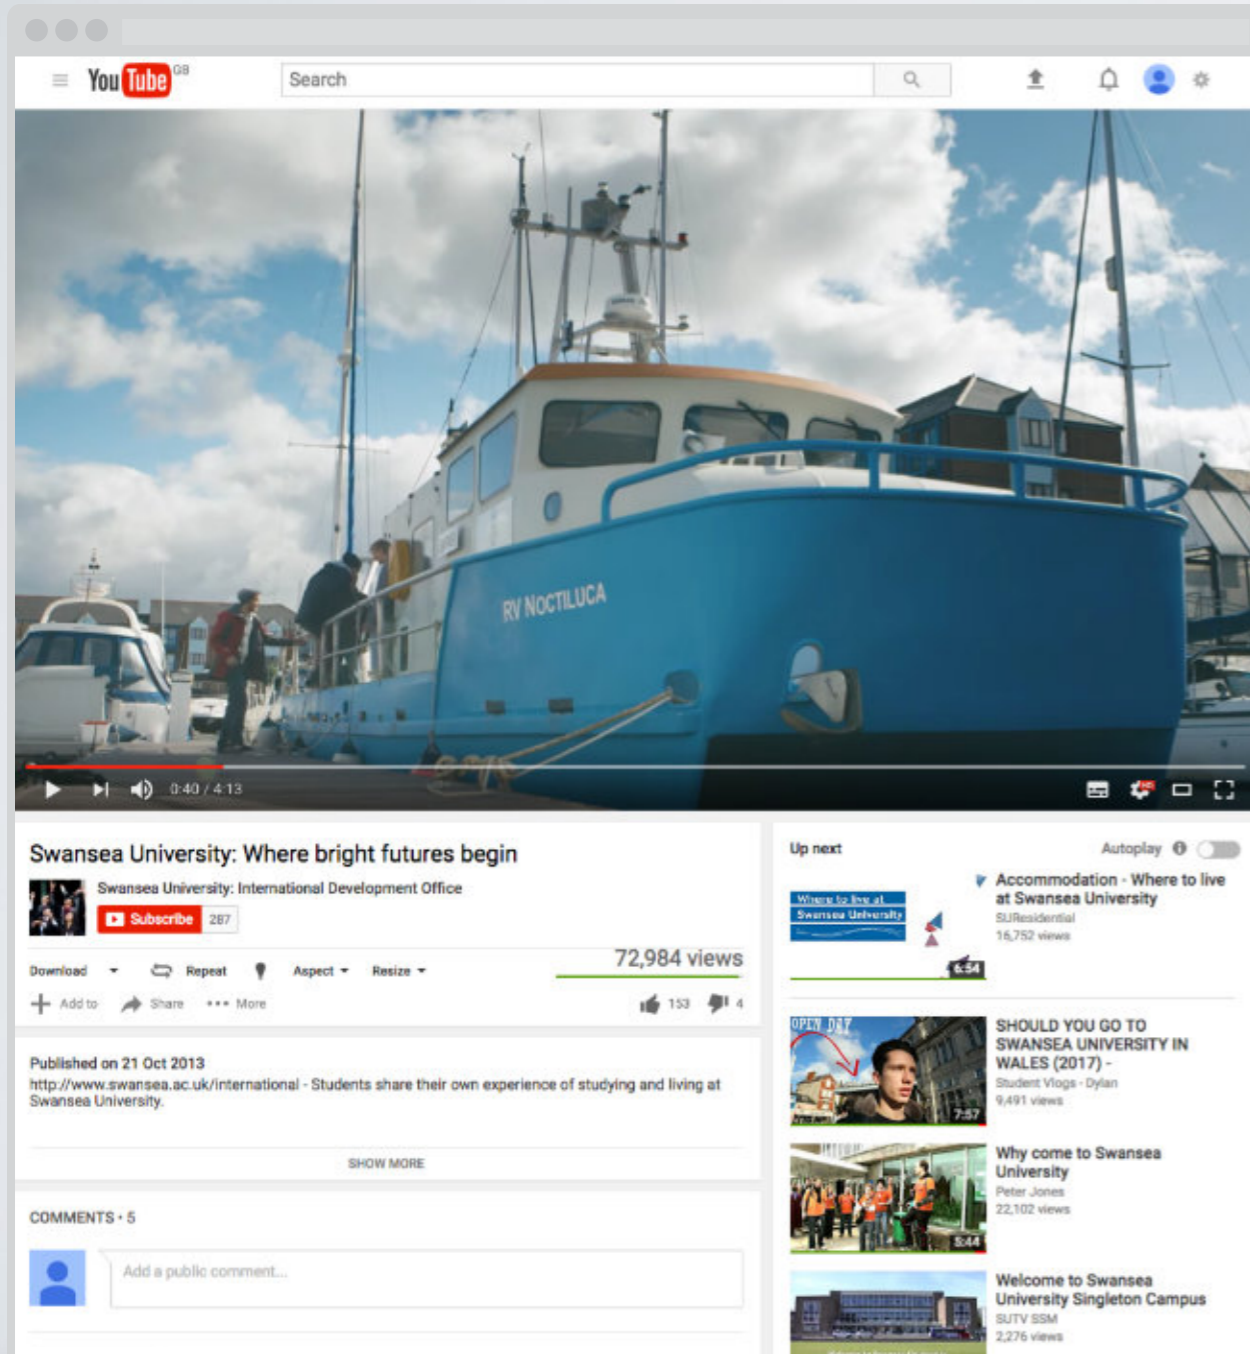 YouTube GB
Search
RV NOCTILUCA
0:40 / 4:13
HD
Swansea University: Where bright futures begin
Swansea University: International Development Office
Subscribe 287
72,984 views
Download Repeat Aspect Resize
Add to Share More
153 4
Published on 21 Oct 2013
http://www.swansea.ac.uk/international - Students share their own experience of studying and living at
Swansea University.
SHOW MORE
COMMENTS • 5
Add a public comment...
Up next
Autoplay
Where to live at
Swansea University
6:54
Accommodation - Where to live
at Swansea University
SUResidential
16,752 views
OPEN DAY
7:57
SHOULD YOU GO TO
SWANSEA UNIVERSITY IN
WALES (2017) -
Student Vlogs - Dylan
9,491 views
5:44
Why come to Swansea
University
Peter Jones
22,102 views
Welcome to Swansea
University Singleton Campus
SUTV SSM
2,276 views